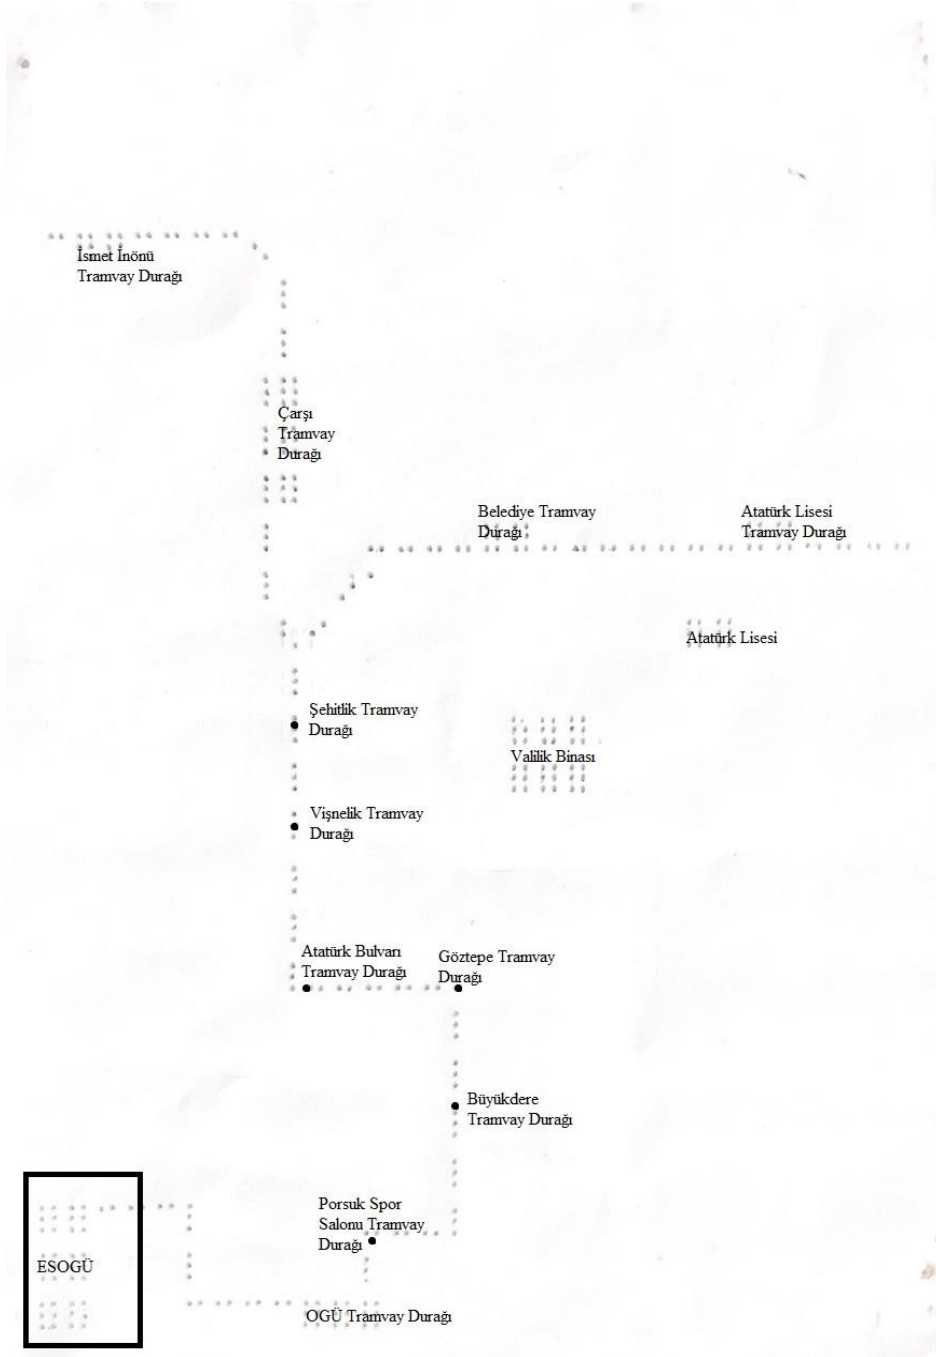 İsmet İnönü
Tramvay Durağı
Çarşı
Tramvay
Durağı
Belediye Tramvay
Durağı
Atatürk Lisesi
Tramvay Durağı
Atatürk Lisesi
Şehitlik Tramvay
Durağı
Valilik Binası
Vişnelik Tramvay
Durağı
Atatürk Bulvarı
Tramvay Durağı
Göztepe Tramvay
Durağı
Büyükdere
Tramvay Durağı
Porsuk Spor
Salonu Tramvay
Durağı
ESOGÜ
OGÜ Tramvay Durağı